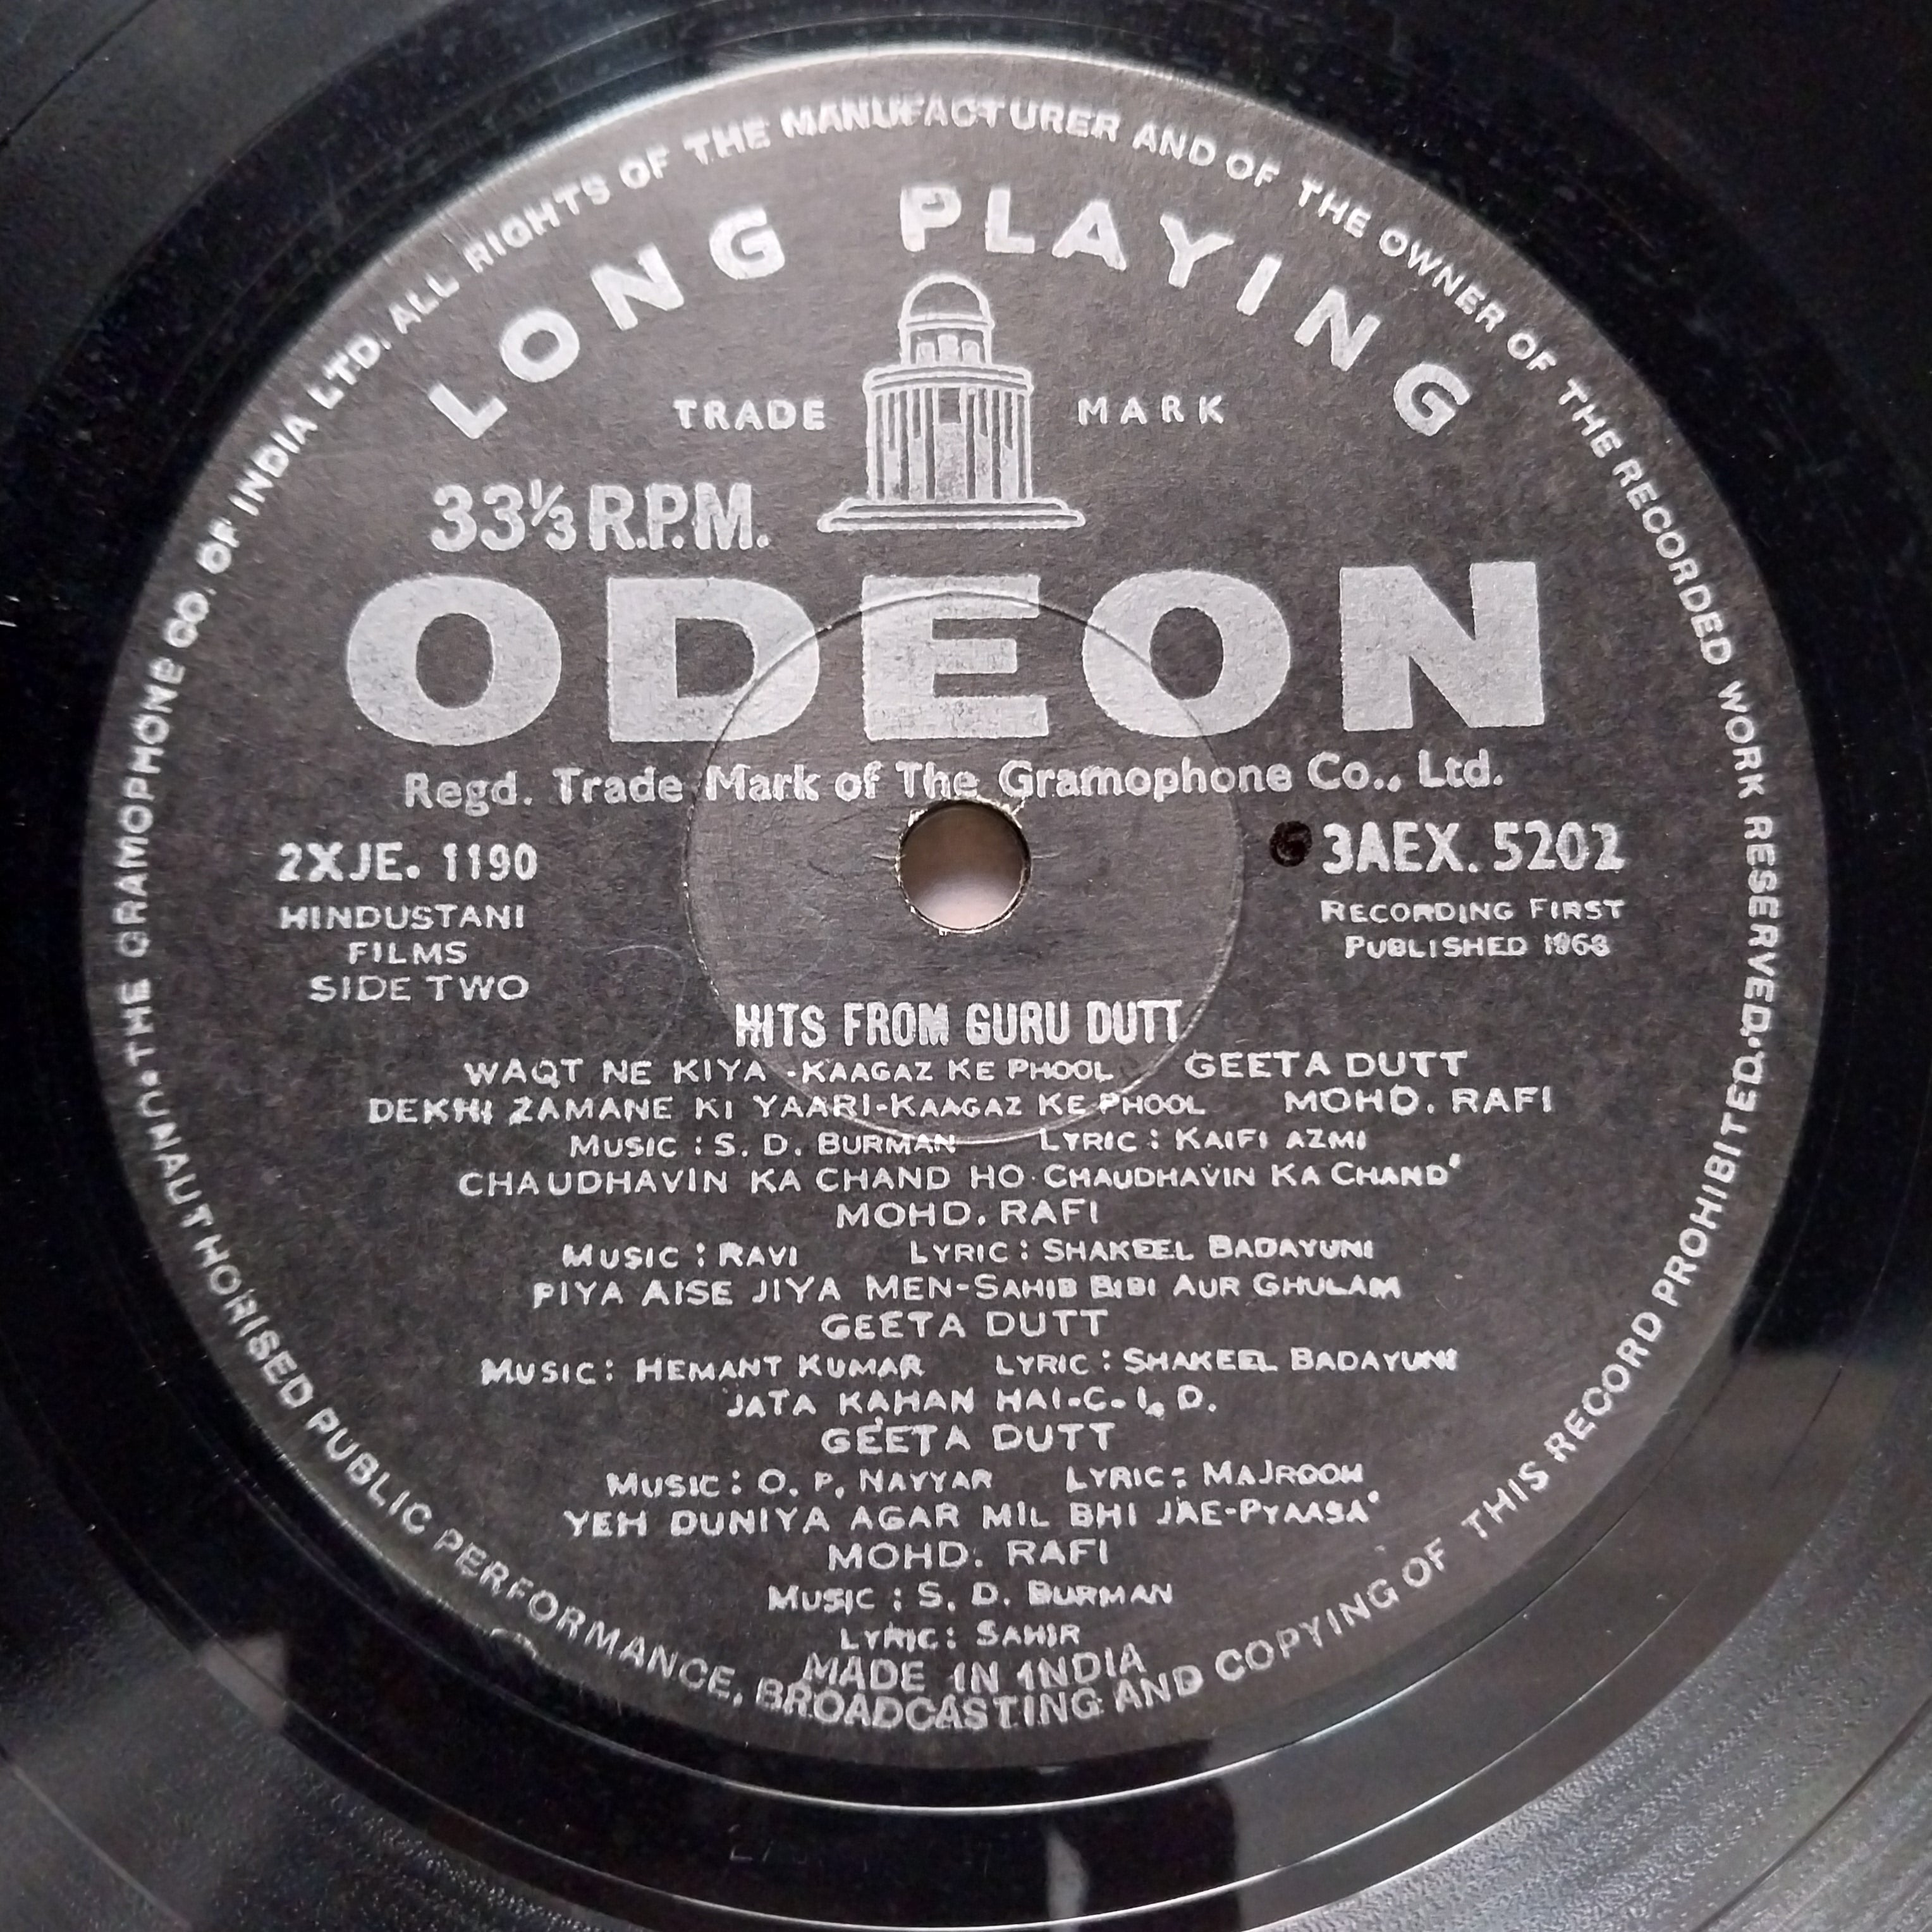 THE GRAMOPHONE CO. OF INDIA LTD. ALL RIGHTS OF THE MANUFACTURER AND OF THE OWNER OF THE RECORDED WORK RESERVED.
UNAUTHORISED PUBLIC PERFORMANCE, BROADCASTING AND COPYING OF THIS RECORD PROHIBITED.
LONG PLAYING
TRADE MARK
33⅓ R.P.M.
ODEON
Regd. Trade Mark of The Gramophone Co., Ltd.
2XJE. 1190
HINDUSTANI
FILMS
SIDE TWO
3AEX. 5202
RECORDING FIRST
PUBLISHED 1968
HITS FROM GURU DUTT
WAQT NE KIYA -KAAGAZ KE PHOOL GEETA DUTT
DEKHI ZAMANE KI YAARI-KAAGAZ KE PHOOL MOHD. RAFI
MUSIC : S. D. BURMAN LYRIC : KAIFI AZMI
CHAUDHAVIN KA CHAND HO-CHAUDHAVIN KA CHAND'
MOHD. RAFI
MUSIC : RAVI LYRIC : SHAKEEL BADAYUNI
PIYA AISE JIYA MEN-SAHIB BIBI AUR GHULAM
GEETA DUTT
MUSIC: HEMANT KUMAR LYRIC : SHAKEEL BADAYUNI
JATA KAHAN HAI-C. I. D.
GEETA DUTT
MUSIC: O. P. NAYYAR LYRIC: MAJROOH
YEH DUNIYA AGAR MIL BHI JAE-PYAASA'
MOHD. RAFI
MUSIC : S. D. BURMAN
LYRIC: SAHIR
MADE IN INDIA